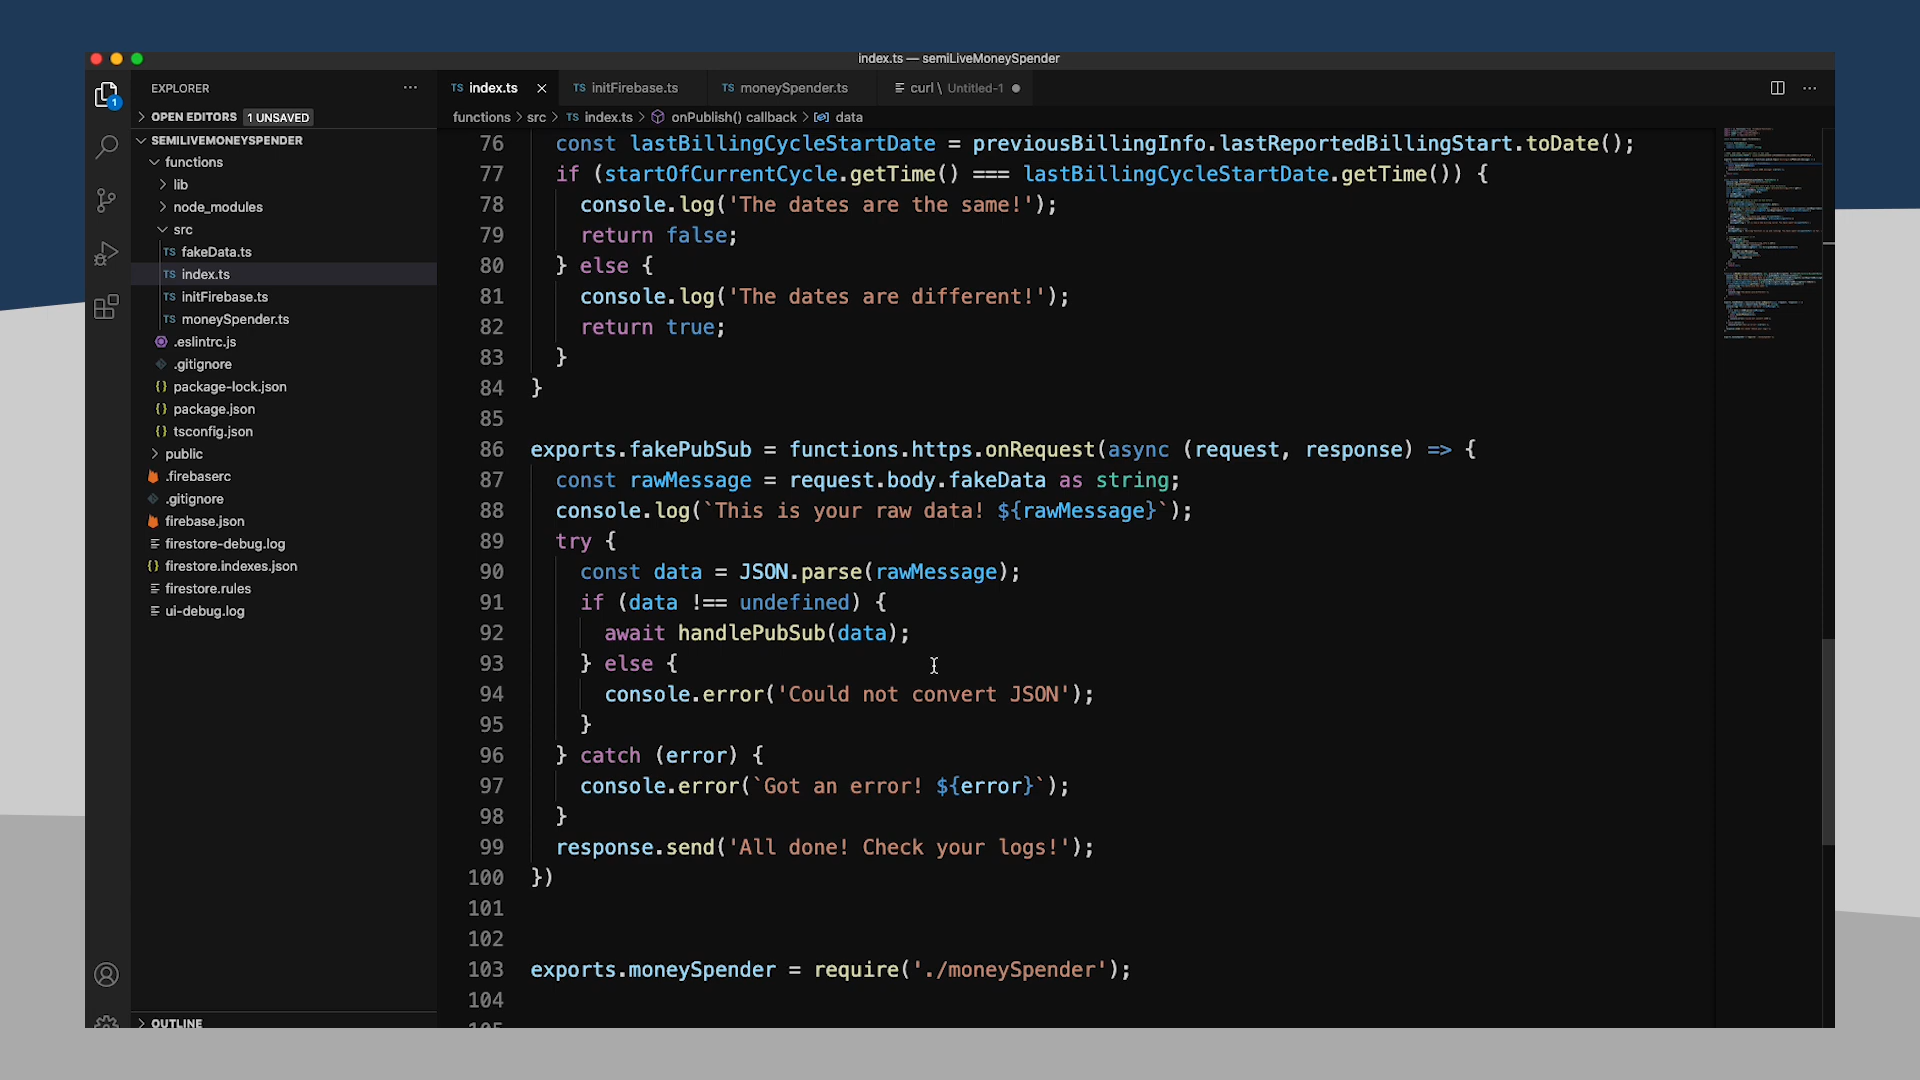 index.ts — semiLiveMoneySpender
EXPLORER
1
OPEN EDITORS 1 UNSAVED
SEMILIVEMONEYSPENDER
functions
lib
node_modules
src
TS fakeData.ts
TS index.ts
TS initFirebase.ts
TS moneySpender.ts
.eslintrc.js
.gitignore
{} package-lock.json
{} package.json
{} tsconfig.json
public
.firebaserc
.gitignore
firebase.json
firestore-debug.log
{} firestore.indexes.json
firestore.rules
ui-debug.log
OUTLINE
TS index.ts TS initFirebase.ts TS moneySpender.ts curl \ Untitled-1
functions > src > TS index.ts > onPublish() callback > data
76 const lastBillingCycleStartDate = previousBillingInfo.lastReportedBillingStart.toDate();
77 if (startOfCurrentCycle.getTime() === lastBillingCycleStartDate.getTime()) {
78 console.log('The dates are the same!');
79 return false;
80 } else {
81 console.log('The dates are different!');
82 return true;
83 }
84 }
85
86 exports.fakePubSub = functions.https.onRequest(async (request, response) => {
87 const rawMessage = request.body.fakeData as string;
88 console.log(`This is your raw data! ${rawMessage}`);
89 try {
90 const data = JSON.parse(rawMessage);
91 if (data !== undefined) {
92 await handlePubSub(data);
93 } else {
94 console.error('Could not convert JSON');
95 }
96 } catch (error) {
97 console.error(`Got an error! ${error}`);
98 }
99 response.send('All done! Check your logs!');
100 })
101
102
103 exports.moneySpender = require('./moneySpender');
104